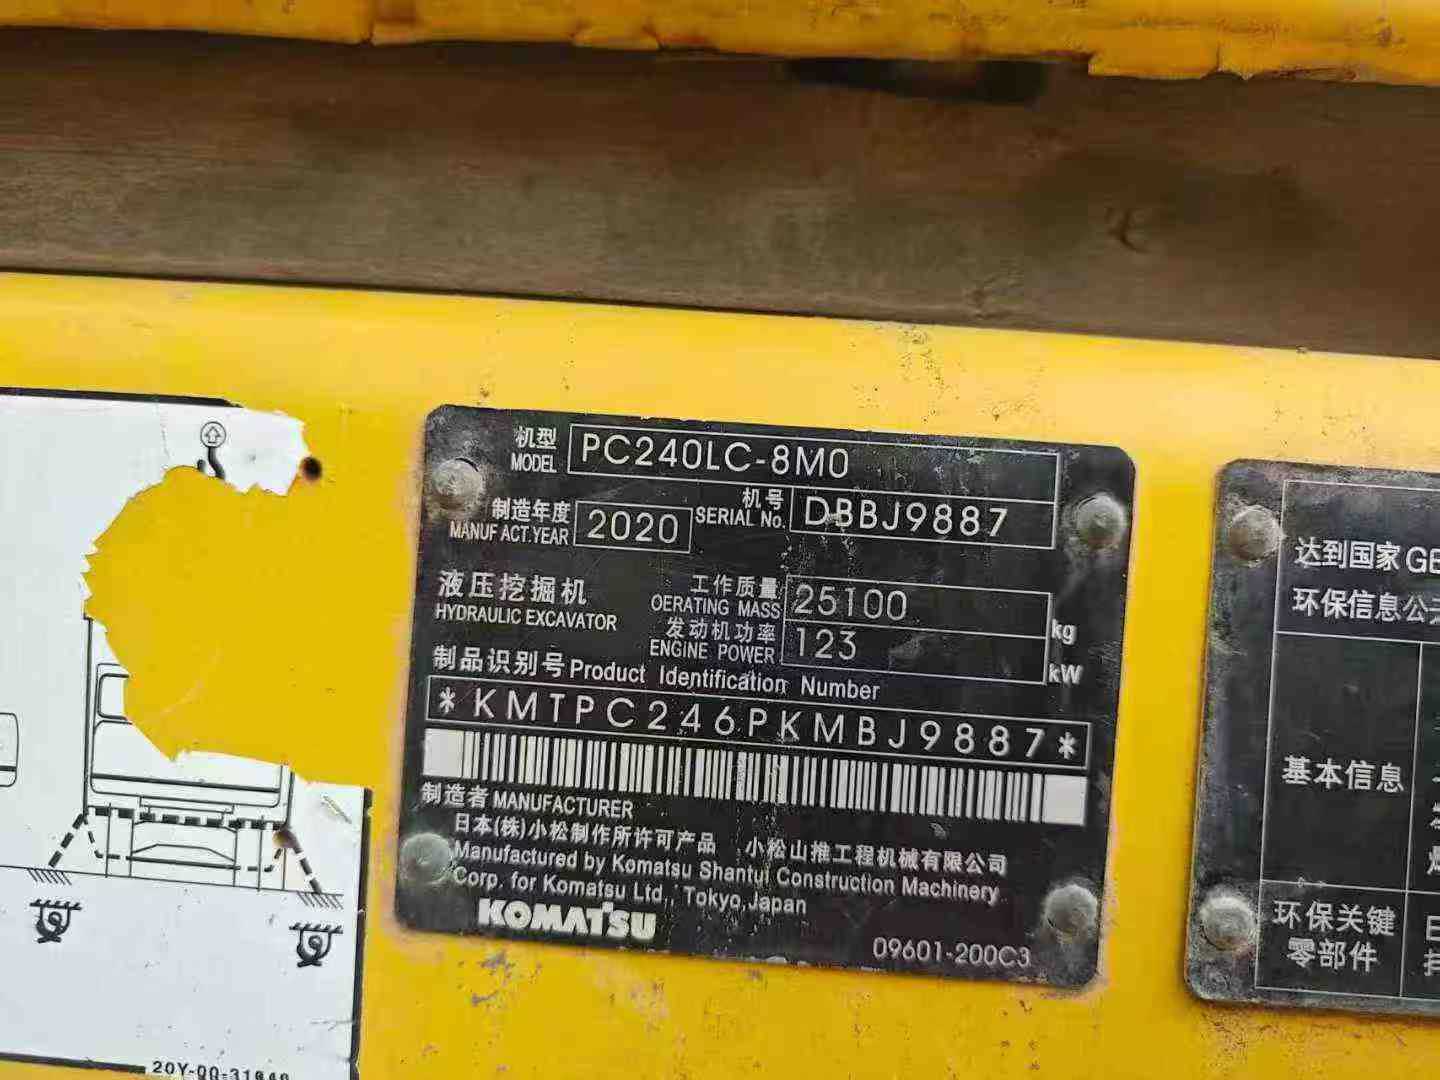 机型
MODEL
PC240LC-8M0
制造年度
MANUFACT.YEAR
2020
机号
SERIAL No.
DBBJ9887
液压挖掘机
HYDRAULIC EXCAVATOR
工作质量
OERATING MASS
25100
kg
发动机功率
ENGINE POWER
123
kW
制品识别号 Product Identification Number
*KMTPC246PKMBJ9887*
制造者 MANUFACTURER
日本(株)小松制作所许可产品 小松山推工程机械有限公司
Manufactured by Komatsu Shantui Construction Machinery
Corp. for Komatsu Ltd., Tokyo,Japan
KOMATSU
09601-200C3
达到国家GB
环保信息公
基本信息
环保关键
零部件